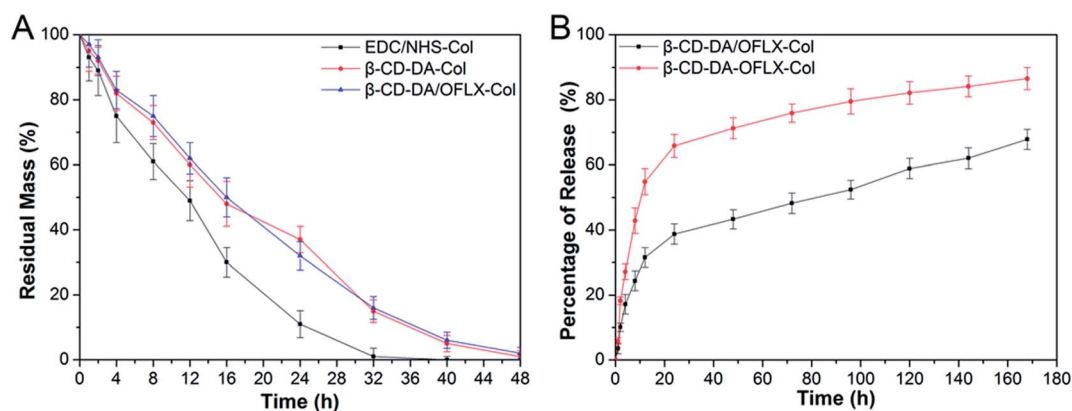 A
EDC/NHS-Col
β-CD-DA-Col
β-CD-DA/OFLX-Col
Residual Mass (%)
100
80
60
40
20
0
0 4 8 12 16 20 24 28 32 36 40 44 48
Time (h)
B
β-CD-DA/OFLX-Col
β-CD-DA-OFLX-Col
Percentage of Release (%)
100
80
60
40
20
0
0 20 40 60 80 100 120 140 160 180
Time (h)